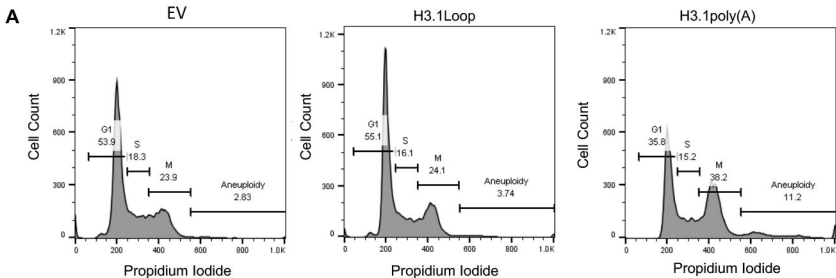 A
EV
Cell Count
1.2K
900
600
300
0
G1
53.9
S
18.3
M
23.9
Aneuploidy
2.83
0
200
400
600
800
1.0K
Propidium Iodide
H3.1Loop
Cell Count
1.2K
900
600
300
0
G1
55.1
S
16.1
M
24.1
Aneuploidy
3.74
0
200
400
600
800
1.0K
Propidium Iodide
H3.1poly(A)
Cell Count
1.2K
900
600
300
0
G1
35.8
S
15.2
M
38.2
Aneuploidy
11.2
0
200
400
600
800
1.0K
Propidium Iodide